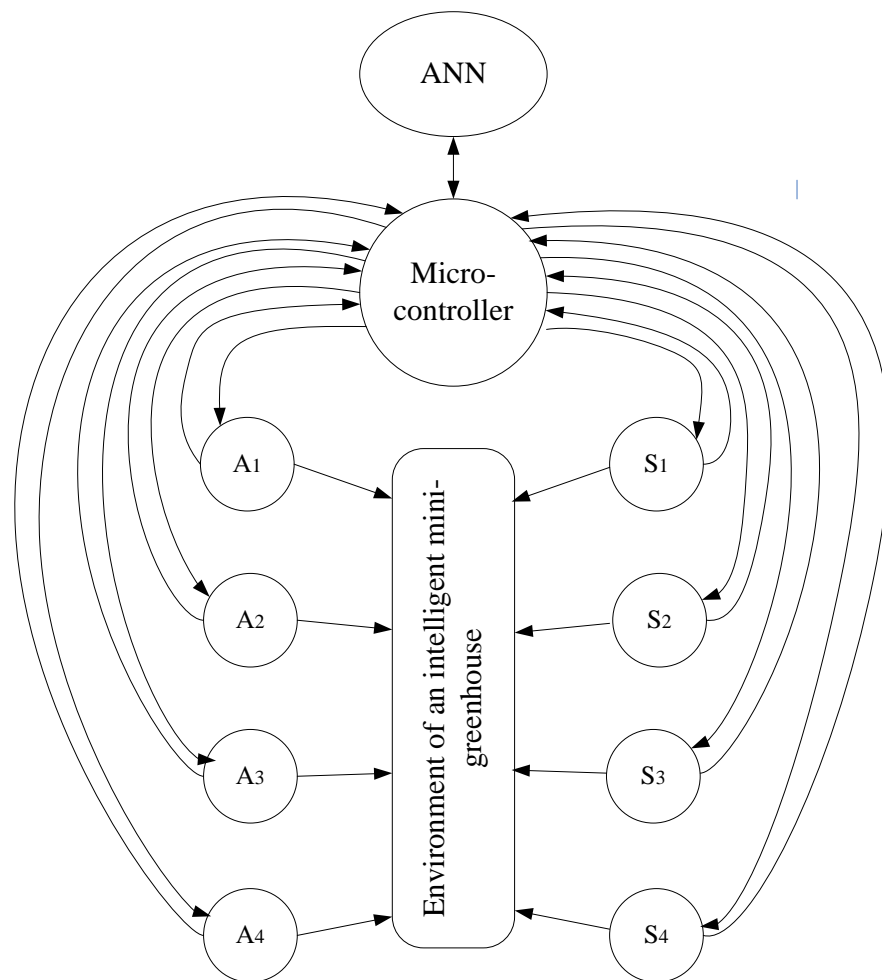 ANN
Micro-
controller
A1
S1
Environment of an intelligent mini-
greenhouse
A2
S2
A3
S3
A4
S4